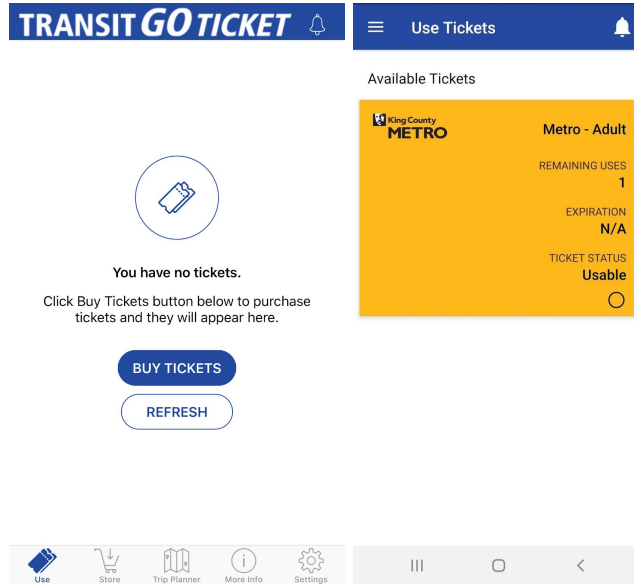 TRANSIT GO TICKET
You have no tickets.
Click Buy Tickets button below to purchase
tickets and they will appear here.
BUY TICKETS
REFRESH
Use
Store
Trip Planner
More Info
Settings
Use Tickets
Available Tickets
King County
METRO
Metro - Adult
REMAINING USES
1
EXPIRATION
N/A
TICKET STATUS
Usable